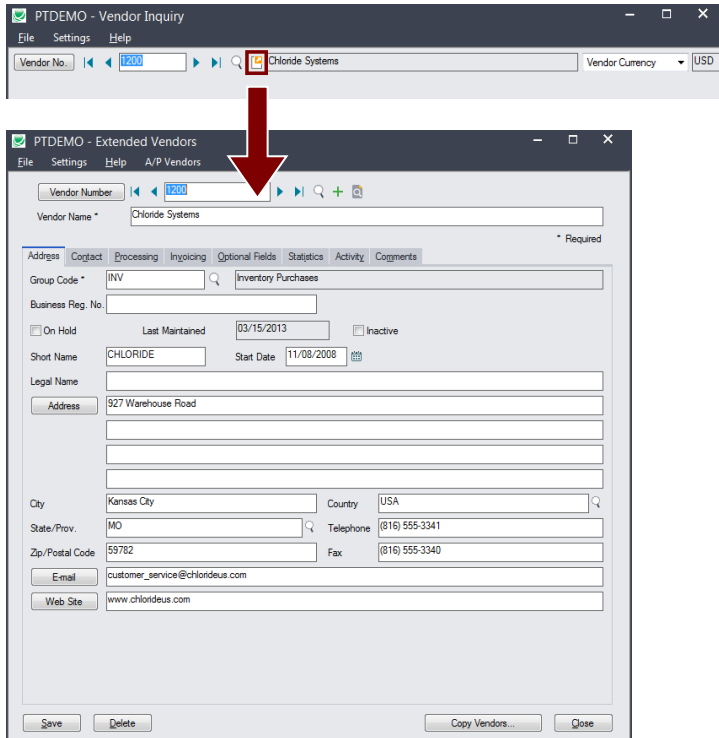 PTDEMO - Vendor Inquiry
File Settings Help
Vendor No. 1200 Chloride Systems Vendor Currency USD
PTDEMO - Extended Vendors
File Settings Help A/P Vendors
Vendor Number 1200
Vendor Name * Chloride Systems
* Required
Address Contact Processing Invoicing Optional Fields Statistics Activity Comments
Group Code * INV Inventory Purchases
Business Reg. No.
On Hold Last Maintained 03/15/2013 Inactive
Short Name CHLORIDE Start Date 11/08/2008
Legal Name
Address 927 Warehouse Road
City Kansas City Country USA
State/Prov. MO Telephone (816) 555-3341
Zip/Postal Code 59782 Fax (816) 555-3340
E-mail customer_service@chlorideus.com
Web Site www.chlorideus.com
Save Delete Copy Vendors... Close